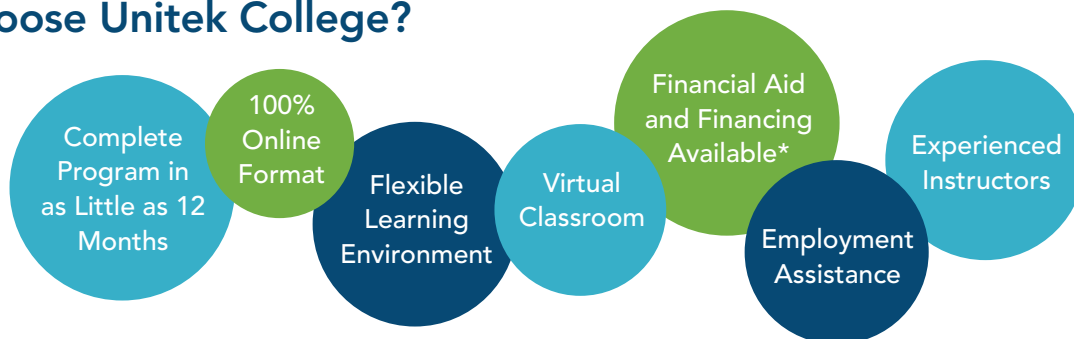 oose Unitek College?
Complete
Program in
as Little as 12
Months
100%
Online
Format
Flexible
Learning
Environment
Virtual
Classroom
Financial Aid
and Financing
Available*
Employment
Assistance
Experienced
Instructors